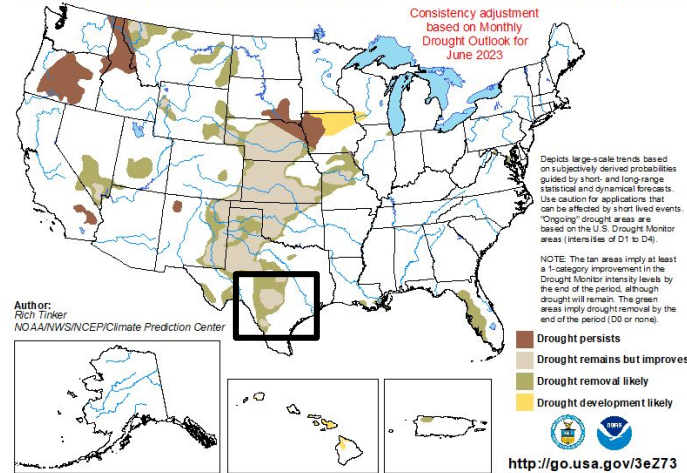 Consistency adjustment
based on Monthly
Drought Outlook for
June 2023
Depicts large-scale trends based
on subjectively derived probabilities
guided by short- and long-range
statistical and dynamical forecasts.
Use caution for applications that
can be affected by short lived events.
"Ongoing" drought areas are
based on the U.S. Drought Monitor
areas (intensities of D1 to D4).
NOTE: The tan areas imply at least
a 1-category improvement in the
Drought Monitor intensity levels by
the end of the period, although
drought will remain. The green
areas imply drought removal by the
end of the period (D0 or none).
Author:
Rich Tinker
NOAA/NWS/NCEP/Climate Prediction Center
Drought persists
Drought remains but improves
Drought removal likely
Drought development likely
NOAA
http://go.usa.gov/3eZ73